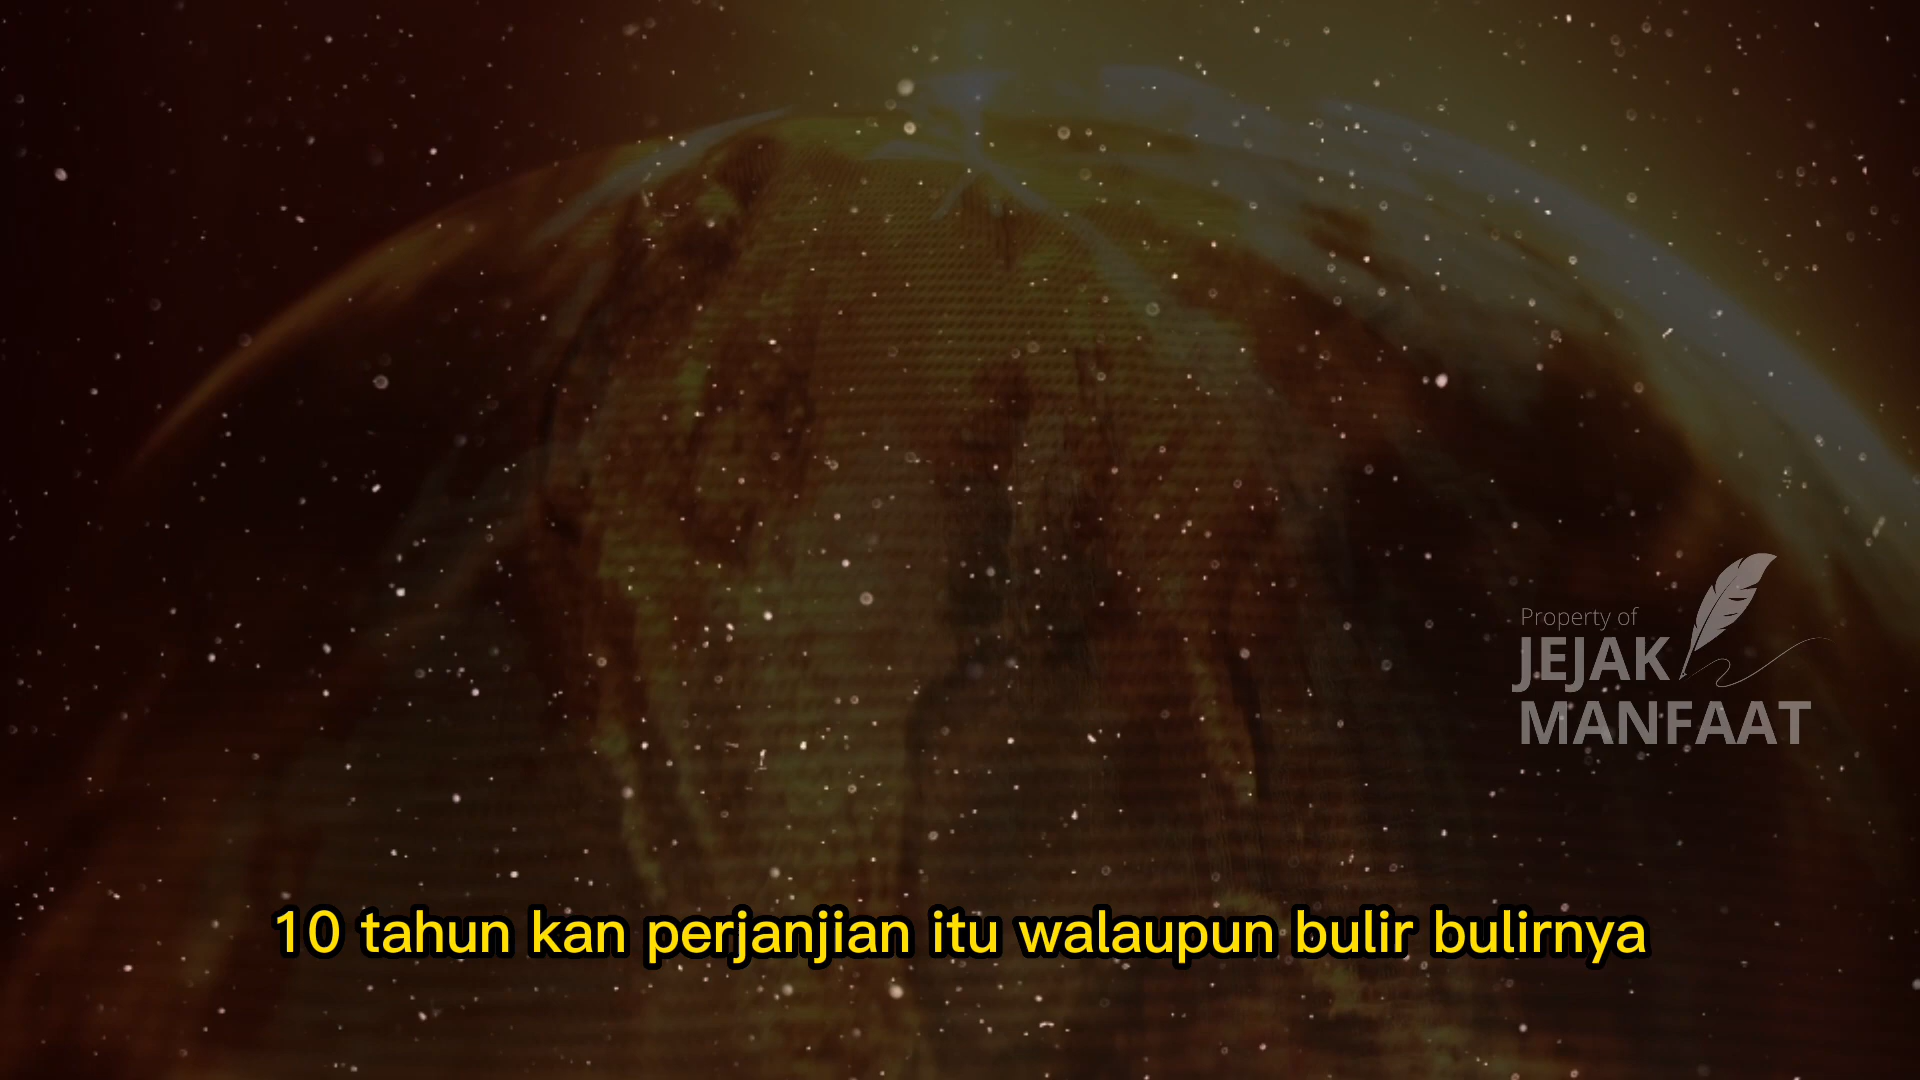 Property of
JEJAK
MANFAAT
10 tahun kan perjanjian itu walaupun bulir bulirnya